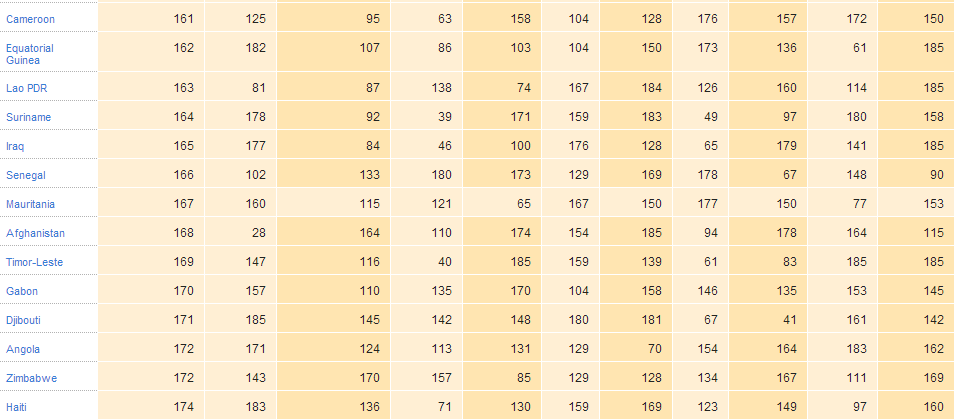 Cameroon 161 125 95 63 158 104 128 176 157 172 150
Equatorial
Guinea 162 182 107 86 103 104 150 173 136 61 185
Lao PDR 163 81 87 138 74 167 184 126 160 114 185
Suriname 164 178 92 39 171 159 183 49 97 180 158
Iraq 165 177 84 46 100 176 128 65 179 141 185
Senegal 166 102 133 180 173 129 169 178 67 148 90
Mauritania 167 160 115 121 65 167 150 177 150 77 153
Afghanistan 168 28 164 110 174 154 185 94 178 164 115
Timor-Leste 169 147 116 40 185 159 139 61 83 185 185
Gabon 170 157 110 135 170 104 158 146 135 153 145
Djibouti 171 185 145 142 148 180 181 67 41 161 142
Angola 172 171 124 113 131 129 70 154 164 183 162
Zimbabwe 172 143 170 157 85 129 128 134 167 111 169
Haiti 174 183 136 71 130 159 169 123 149 97 160